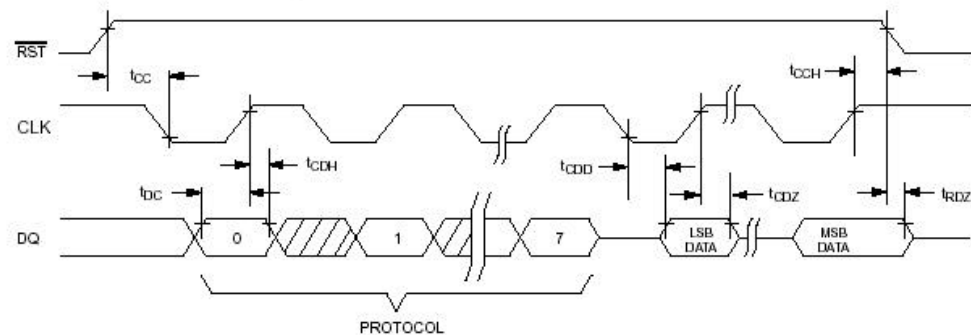 RST
tCC
tCCH
CLK
tCDH
tCDD
tDC
tCDZ
tRDZ
DQ
0
1
7
LSB
DATA
MSB
DATA
PROTOCOL